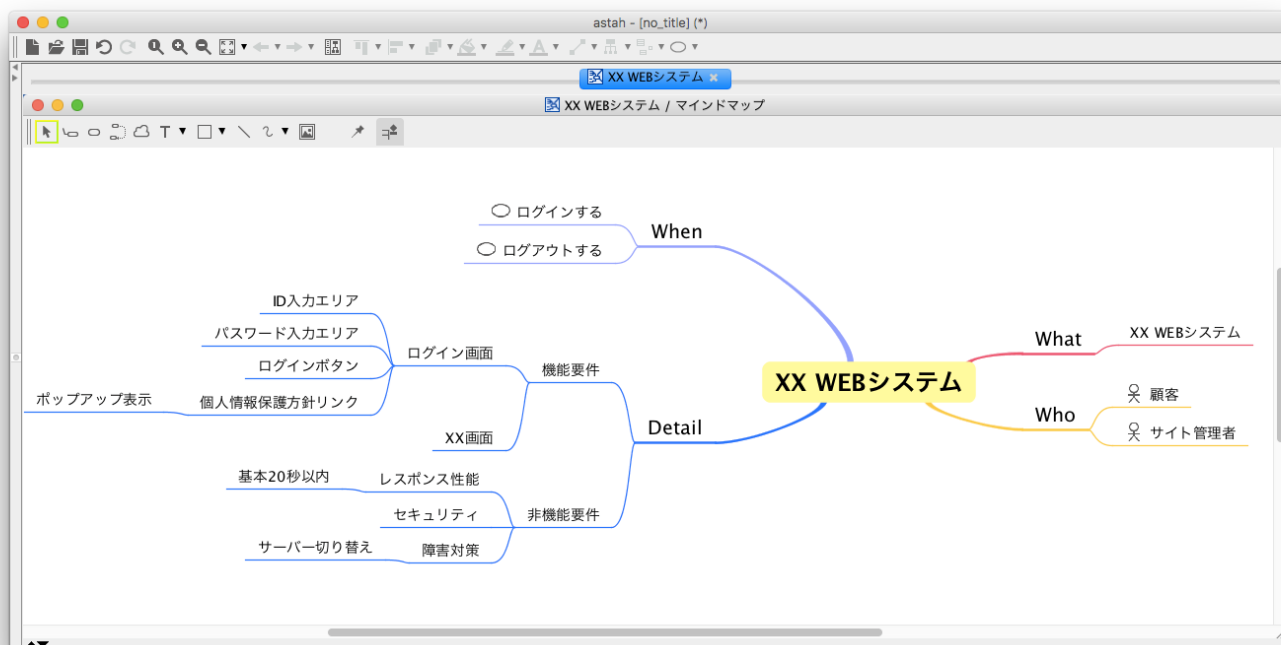 astah - [no_title] (*)
XX WEBシステム
XX WEBシステム / マインドマップ
T
ログインする
When
ログアウトする
ID入力エリア
パスワード入力エリア
ログイン画面
ログインボタン
機能要件
ポップアップ表示
個人情報保護方針リンク
XX画面
Detail
基本20秒以内
レスポンス性能
セキュリティ
非機能要件
サーバー切り替え
障害対策
XX WEBシステム
What
XX WEBシステム
Who
顧客
サイト管理者